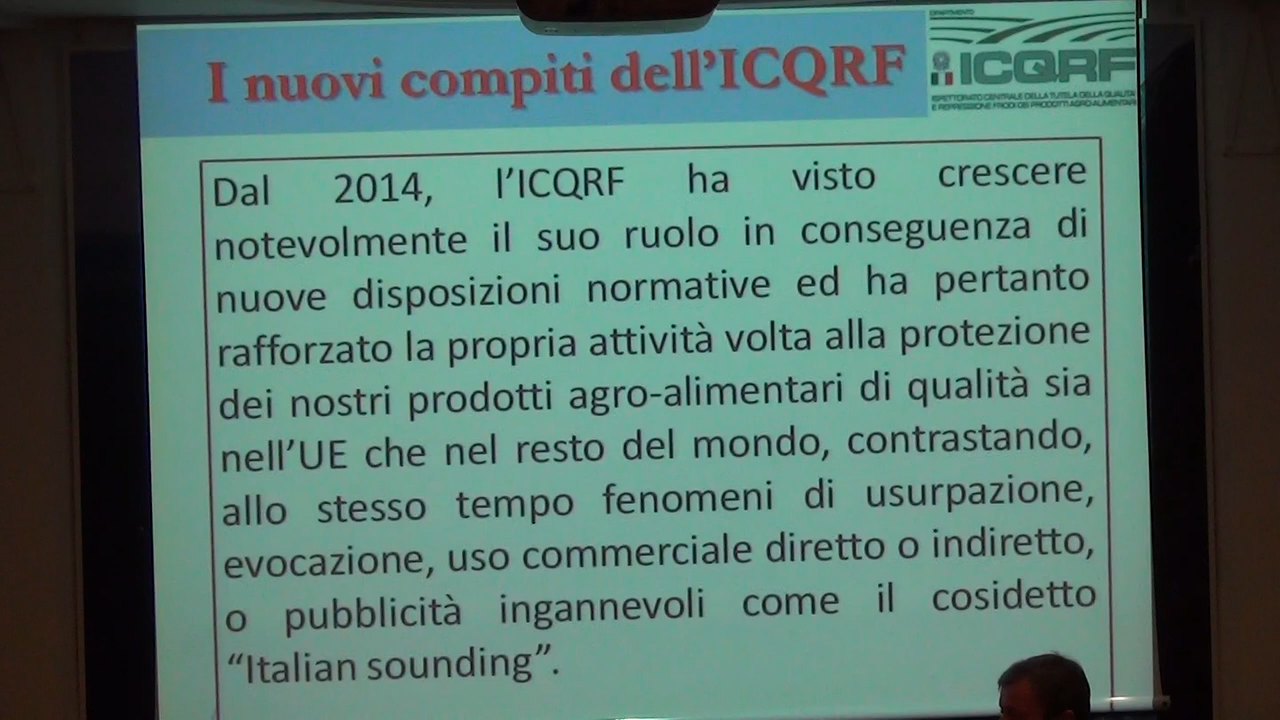 I nuovi compiti dell'ICQRF
DIPARTIMENTO
ICQRF
ISPETTORATO CENTRALE DELLA TUTELA DELLA QUALITÀ
E REPRESSIONE FRODI DEI PRODOTTI AGRO-ALIMENTARI
Dal 2014, l'ICQRF ha visto crescere
notevolmente il suo ruolo in conseguenza di
nuove disposizioni normative ed ha pertanto
rafforzato la propria attività volta alla protezione
dei nostri prodotti agro-alimentari di qualità sia
nell'UE che nel resto del mondo, contrastando,
allo stesso tempo fenomeni di usurpazione,
evocazione, uso commerciale diretto o indiretto,
o pubblicità ingannevoli come il cosidetto
“Italian sounding”.